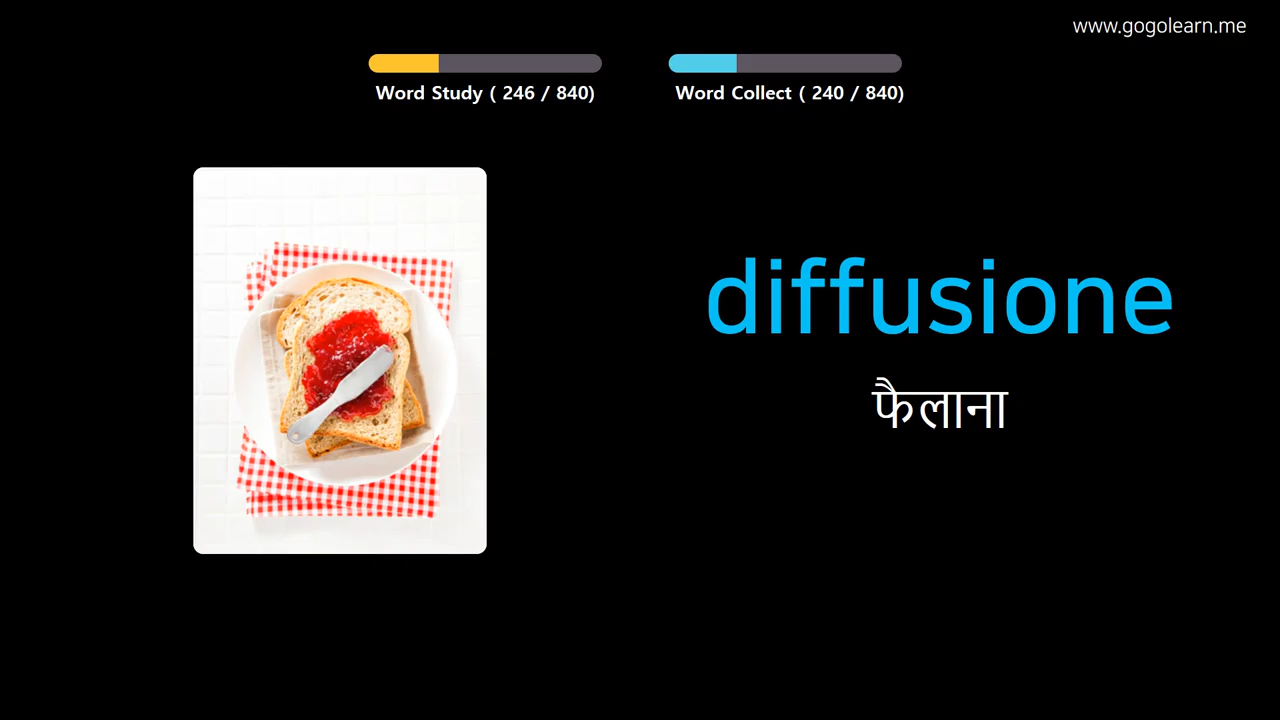 www.gogolearn.me
Word Study ( 246 / 840)
Word Collect ( 240 / 840)
diffusione
फैलाना